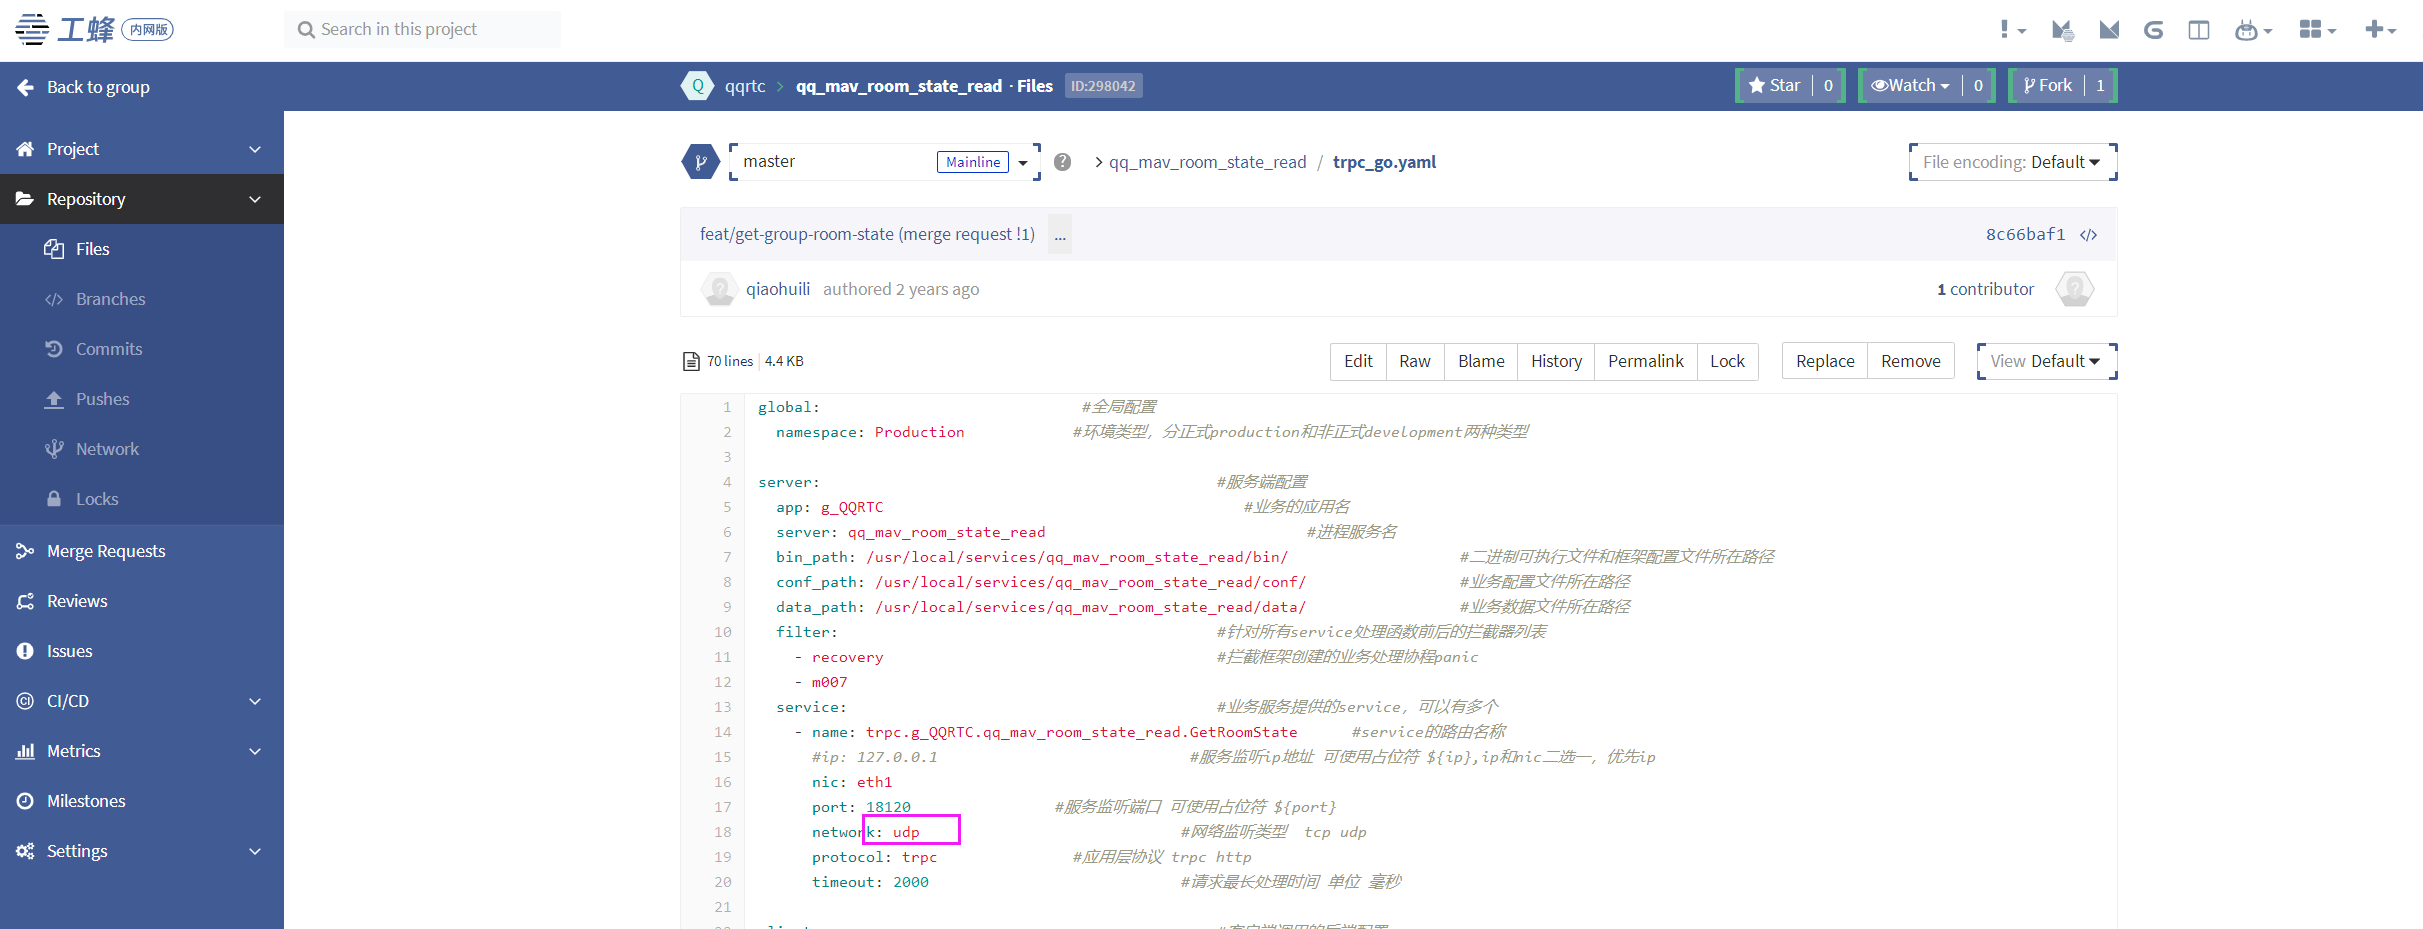 工蜂 内网版
Search in this project
Back to group
Q qqrtc > qq_mav_room_state_read · Files ID:298042
Star 0
Watch 0
Fork 1
Project
Repository
Files
Branches
Commits
Pushes
Network
Locks
Merge Requests
Reviews
Issues
CI/CD
Metrics
Milestones
Settings
master Mainline
> qq_mav_room_state_read / trpc_go.yaml
File encoding: Default
feat/get-group-room-state (merge request !1) ...
8c66baf1 </>
qiaohuili authored 2 years ago
1 contributor
70 lines | 4.4 KB
Edit Raw Blame History Permalink Lock
Replace Remove
View Default
1 global: #全局配置
2 namespace: Production #环境类型，分正式production和非正式development两种类型
3
4 server: #服务端配置
5 app: g_QQRTC #业务的应用名
6 server: qq_mav_room_state_read #进程服务名
7 bin_path: /usr/local/services/qq_mav_room_state_read/bin/ #二进制可执行文件和框架配置文件所在路径
8 conf_path: /usr/local/services/qq_mav_room_state_read/conf/ #业务配置文件所在路径
9 data_path: /usr/local/services/qq_mav_room_state_read/data/ #业务数据文件所在路径
10 filter: #针对所有service处理函数前后的拦截器列表
11 - recovery #拦截框架创建的业务处理协程panic
12 - m007
13 service: #业务服务提供的service，可以有多个
14 - name: trpc.g_QQRTC.qq_mav_room_state_read.GetRoomState #service的路由名称
15 #ip: 127.0.0.1 #服务监听ip地址 可使用占位符 ${ip},ip和nic二选一，优先ip
16 nic: eth1
17 port: 18120 #服务监听端口 可使用占位符 ${port}
18 network: udp #网络监听类型 tcp udp
19 protocol: trpc #应用层协议 trpc http
20 timeout: 2000 #请求最长处理时间 单位 毫秒
21